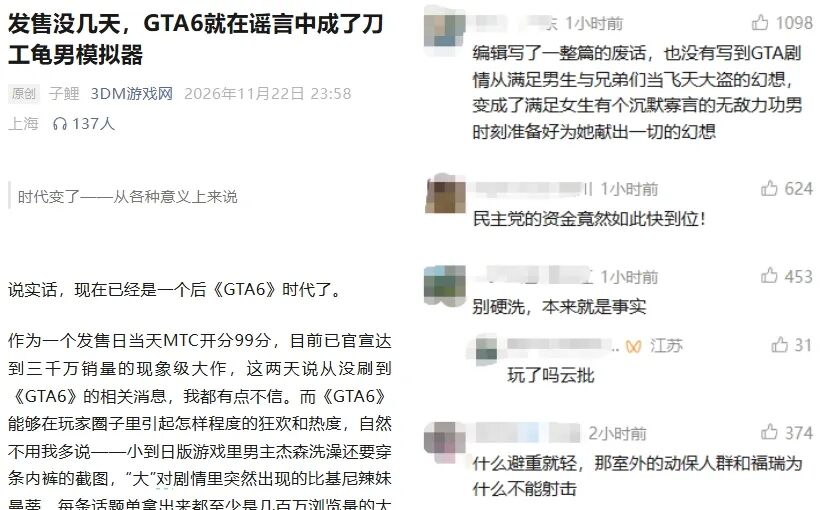 发售没几天，GTA6就在谣言中成了刀
工龟男模拟器
原创 子鲤 3DM游戏网 2026年11月22日 23:58
上海 137人
时代变了——从各种意义上来说
说实话，现在已经是一个后《GTA6》时代了。
作为一个发售日当天MTC开分99分，目前已官宣达
到三千万销量的现象级大作，这两天说从没刷到
《GTA6》的相关消息，我都有点不信。而《GTA6》
能够在玩家圈子里引起怎样程度的狂欢和热度，自然
不用我多说——小到日版游戏里男主杰森洗澡还要穿
条内裤的截图，“大”对剧情里突然出现的比基尼辣妹
1小时前 1098
编辑写了一整篇的废话，也没有写到GTA剧
情从满足男生与兄弟们当飞天大盗的幻想，
变成了满足女生有个沉默寡言的无敌力功男
时刻准备好为她献出一切的幻想
1小时前 624
民主党的资金竟然如此快到位！
1小时前 453
别硬洗，本来就是事实
江苏 31
玩了吗云批
2小时前 374
什么避重就轻，那室外的动保人群和福瑞为
什么不能射击